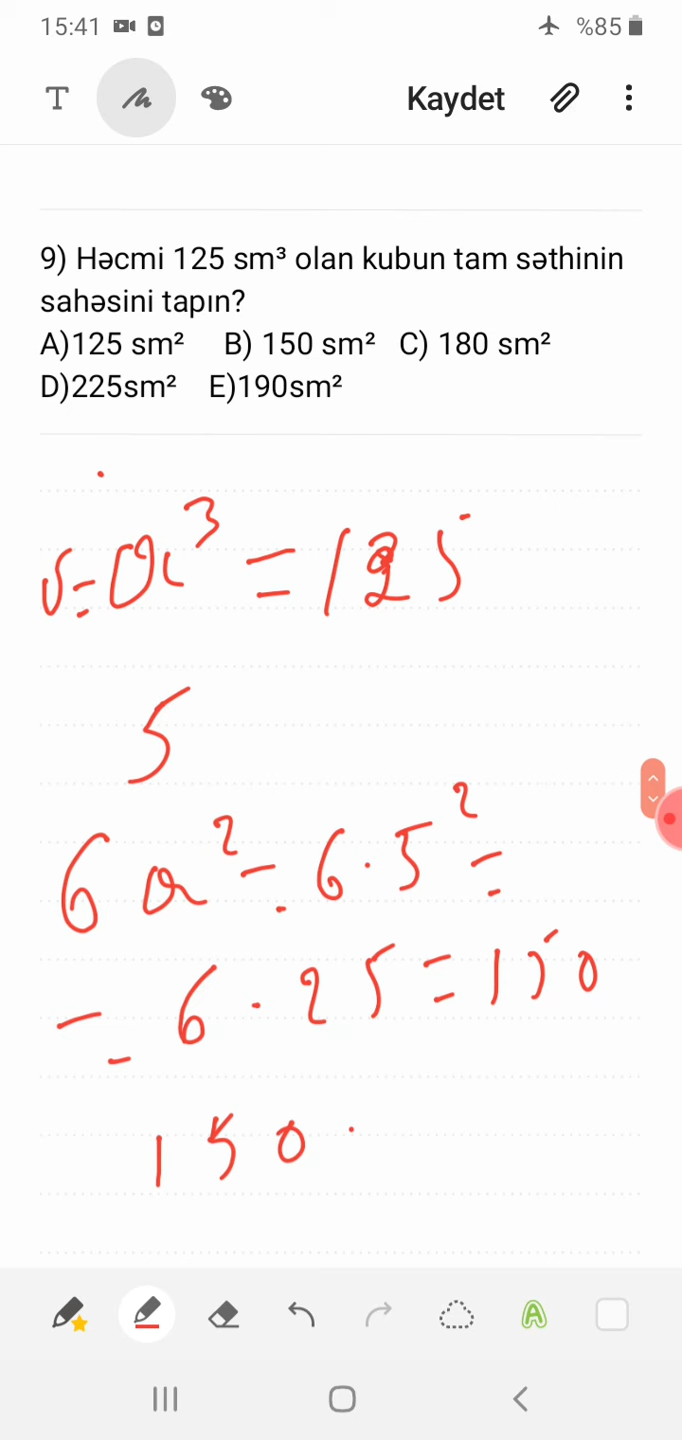 15:41 %85
T Kaydet
9) Həcmi 125 sm³ olan kubun tam səthinin
sahəsini tapın?
A)125 sm² B) 150 sm² C) 180 sm²
D)225sm² E)190sm²
V=a³=125
5
6a²=6·5²=
=6·25=150
150
A